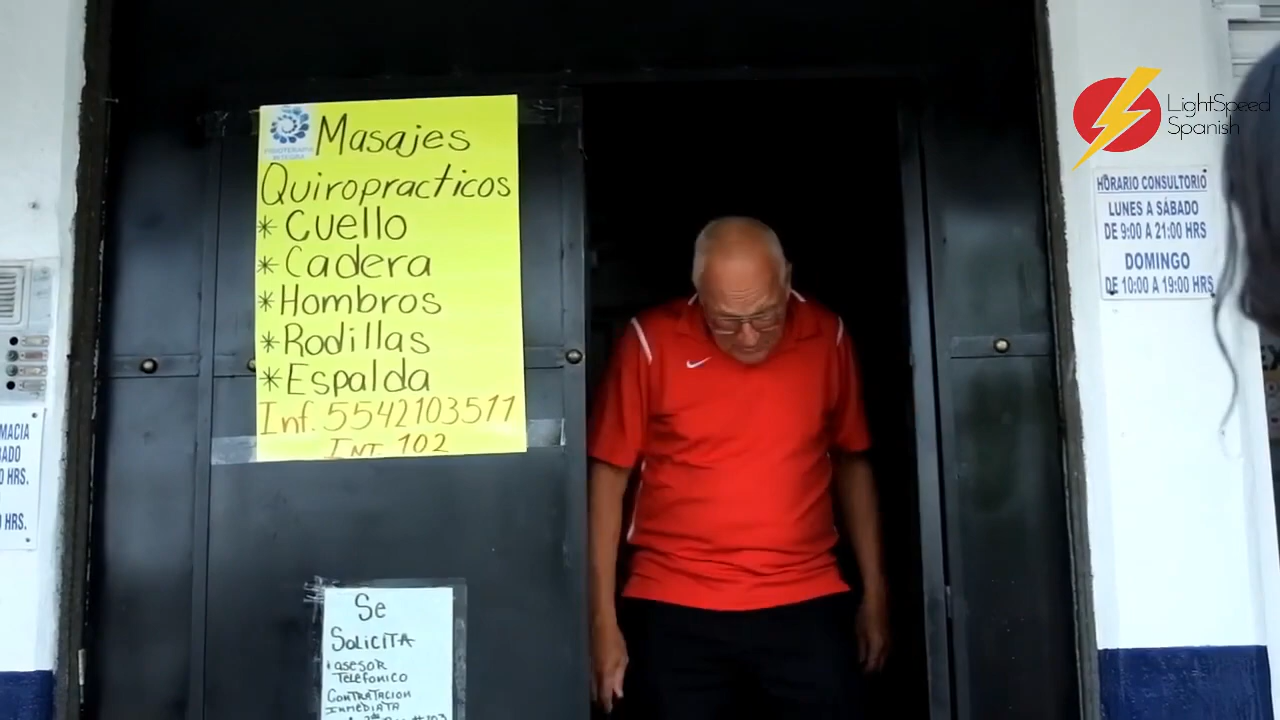 Masajes
Quiropracticos
* Cuello
* Cadera
* Hombros
* Rodillas
* Espalda
Inf. 5542103511
INT. 102
Se
SOLICITA
ASESOR
TELEFONICO
CONTRATACION
INMEDIATA
LightSpeed
Spanish
HORARIO CONSULTORIO
LUNES A SÁBADO
DE 9:00 A 21:00 HRS
DOMINGO
DE 10:00 A 19:00 HRS
MACIA
BADO
0 HRS.
HRS.